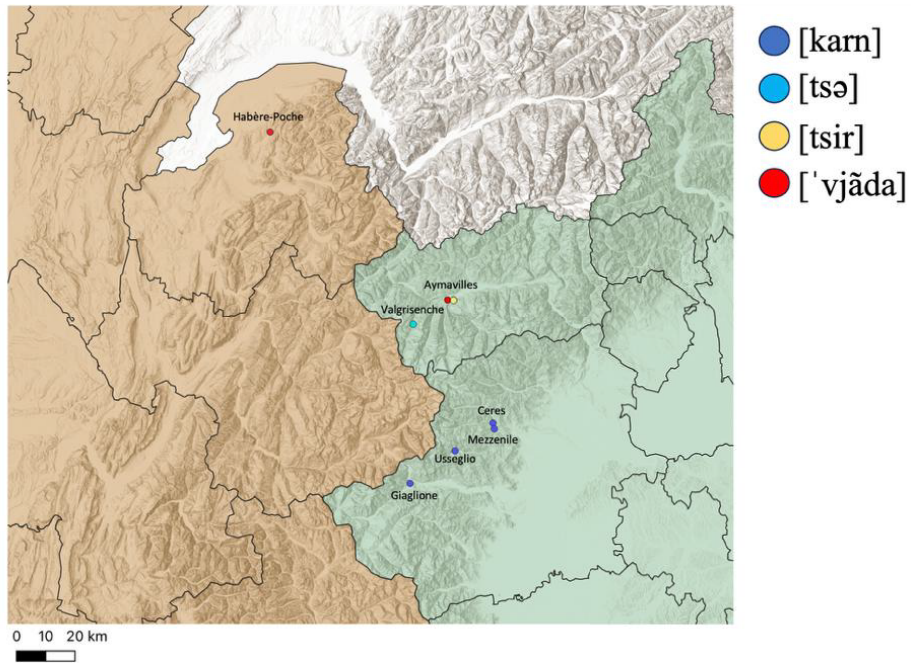 [karn]
[tsə]
[tsir]
[ˈvjãda]
Habère-Poche
Aymavilles
Valgrisenche
Ceres
Mezzenile
Usseglio
Giaglione
0 10 20 km